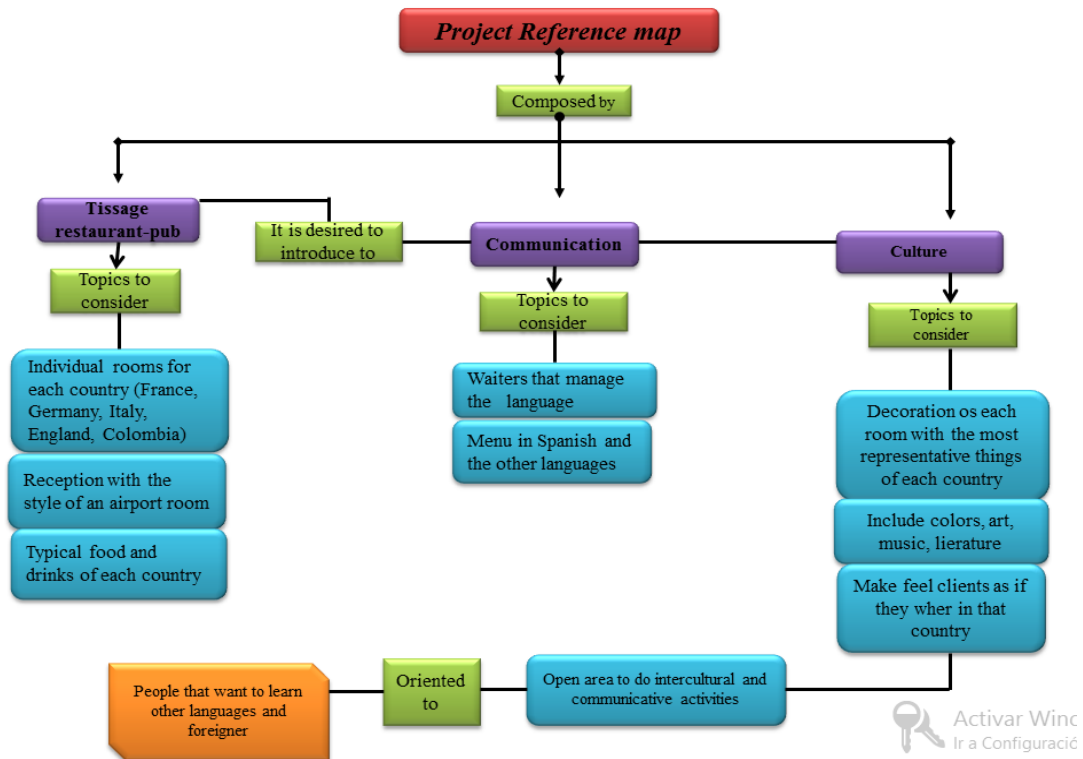 Project Reference map
Composed by
Tissage
restaurant-pub
It is desired to
introduce to
Communication
Culture
Topics to
consider
Topics to
consider
Topics to
consider
Individual rooms for
each country (France,
Germany, Italy,
England, Colombia)
Reception with the
style of an airport room
Typical food and
drinks of each country
Waiters that manage
the language
Menu in Spanish and
the other languages
Decoration os each
room with the most
representative things
of each country
Include colors, art,
music, lierature
Make feel clients as if
they wher in that
country
People that want to learn
other languages and
foreigner
Oriented
to
Open area to do intercultural and
communicative activities
Activar Winc
Ir a Configuració